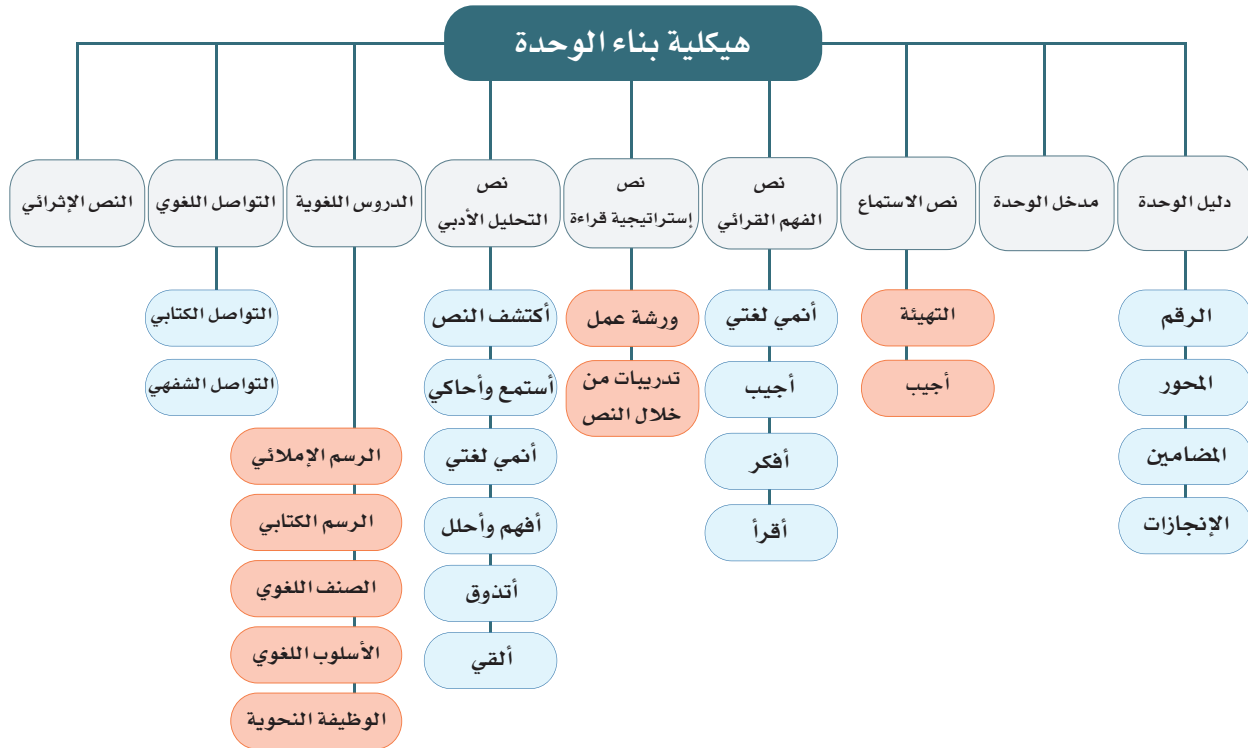 هيكلية بناء الوحدة
دليل الوحدة
الرقم
المحور
المضامين
الإنجازات
مدخل الوحدة
نص الاستماع
التهيئة
أجيب
نص
الفهم القرائي
أنمي لغتي
أجيب
أفكر
أقرأ
نص
إستراتيجية قراءة
ورشة عمل
تدريبات من
خلال النص
نص
التحليل الأدبي
أكتشف النص
أستمع وأحاكي
أنمي لغتي
أفهم وأحلل
أتذوق
ألقي
الدروس اللغوية
الرسم الإملائي
الرسم الكتابي
الصنف اللغوي
الأسلوب اللغوي
الوظيفة النحوية
التواصل اللغوي
التواصل الكتابي
التواصل الشفهي
النص الإثرائي